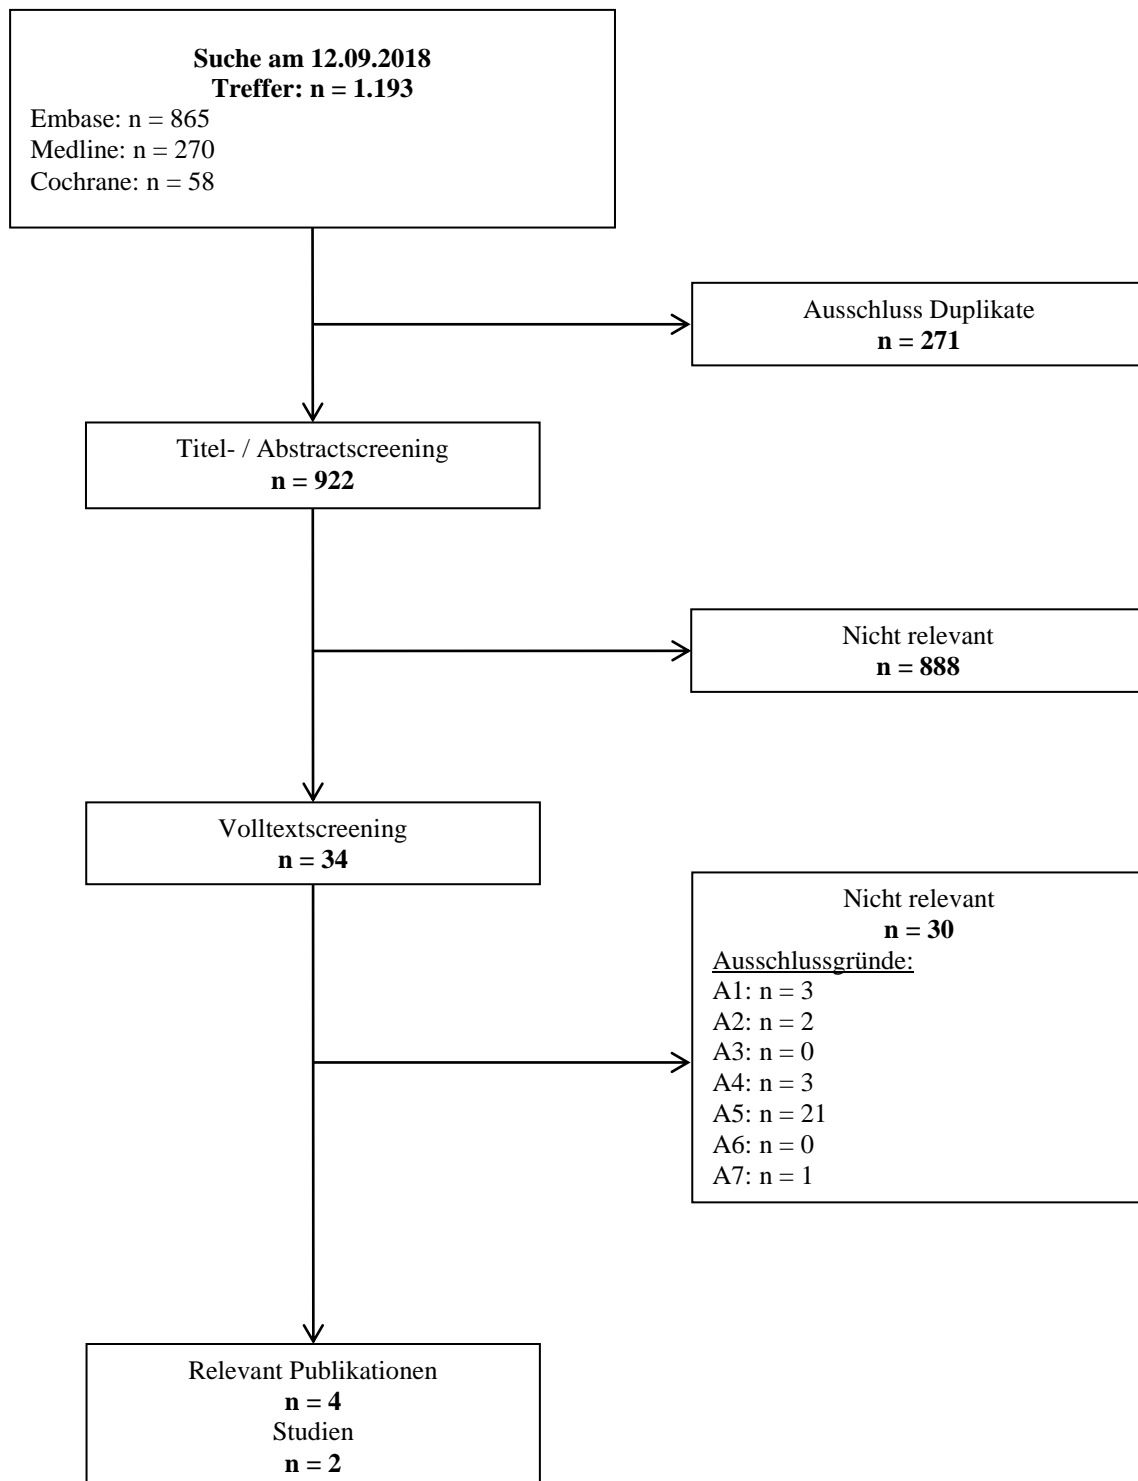 Suche am 12.09.2018
Treffer: n = 1.193
Embase: n = 865
Medline: n = 270
Cochrane: n = 58
Ausschluss Duplikate
n = 271
Titel- / Abstractscreening
n = 922
Nicht relevant
n = 888
Volltextscreening
n = 34
Nicht relevant
n = 30
Ausschlussgründe:
A1: n = 3
A2: n = 2
A3: n = 0
A4: n = 3
A5: n = 21
A6: n = 0
A7: n = 1
Relevant Publikationen
n = 4
Studien
n = 2